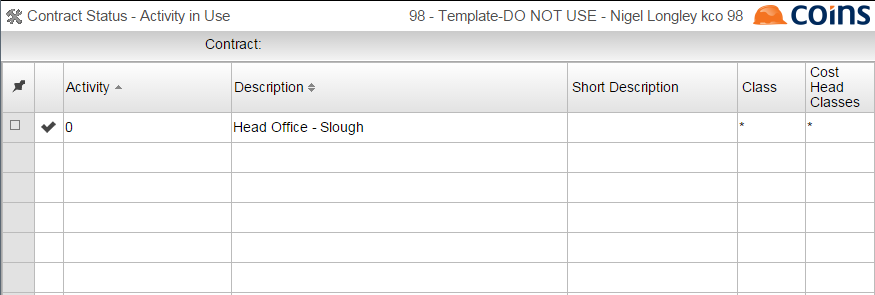 Contract Status - Activity in Use 98 - Template-DO NOT USE - Nigel Longley kco 98 coins
Contract:
Activity Description Short Description Class Cost Head Classes
0 Head Office - Slough * *